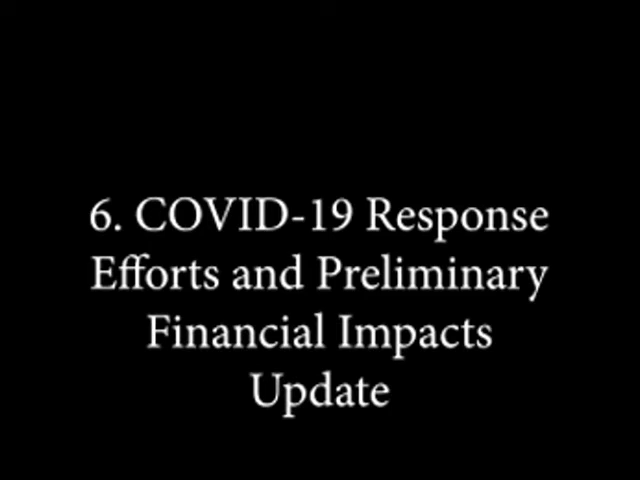 6. COVID-19 Response
Efforts and Preliminary
Financial Impacts
Update